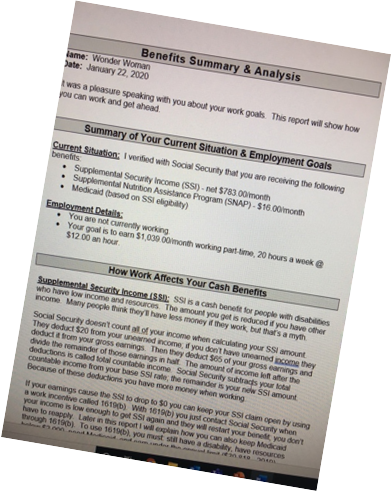 Benefits Summary & Analysis
Name: Wonder Woman
Date: January 22, 2020
It was a pleasure speaking with you about your work goals. This report will show how
you can work and get ahead.
Summary of Your Current Situation & Employment Goals
Current Situation: I verified with Social Security that you are receiving the following
benefits:
• Supplemental Security Income (SSI) - net $783.00/month
• Supplemental Nutrition Assistance Program (SNAP) - $16.00/month
• Medicaid (based on SSI eligibility)
Employment Details:
• You are not currently working.
• Your goal is to earn $1,039.00/month working part-time, 20 hours a week @
$12.00 an hour.
How Work Affects Your Cash Benefits
Supplemental Security Income (SSI): SSI is a cash benefit for people with disabilities
who have low income and resources. The amount you get is reduced if you have other
income. Many people think they'll have less money if they work, but that's a myth.
Social Security doesn't count all of your income when calculating your SSI amount.
They deduct $20 from your unearned income; if you don't have unearned income they
deduct it from your gross earnings. Then they deduct $65 of your gross earnings and
divide the remainder of those earnings in half. The amount of income left after the
deductions is called total countable income. Social Security subtracts your total
countable income from your base SSI rate; the remainder is your new SSI amount.
Because of these deductions you have more money when working.
If your earnings cause the SSI to drop to $0 you can keep your SSI claim open by using
a work incentive called 1619(b). With 1619(b) you just contact Social Security when
your income is low enough to get SSI again and they will restart your benefit; you don't
have to reapply. Later in this report I will explain how you can also keep Medicaid
through 1619(b). To use 1619(b), you must: still have a disability, have resources